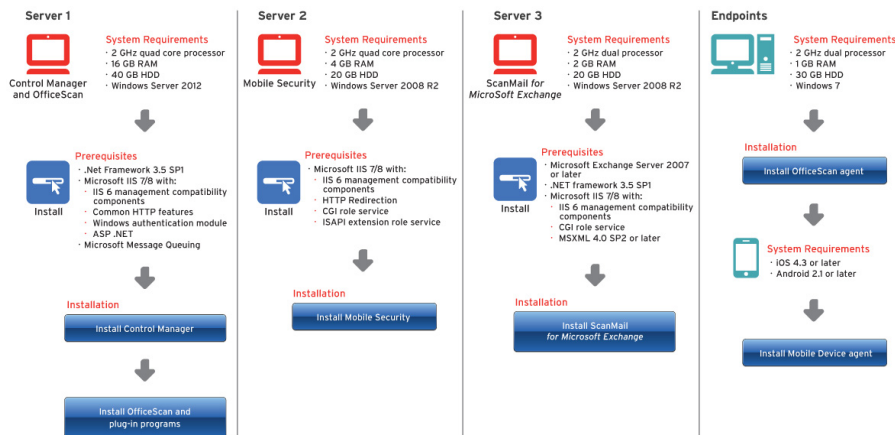 Server 1
System Requirements
· 2 GHz quad core processor
· 16 GB RAM
· 40 GB HDD
· Windows Server 2012
Control Manager
and OfficeScan
Prerequisites
· .Net Framework 3.5 SP1
· Microsoft IIS 7/8 with:
· IIS 6 management compatibility
components
· Common HTTP features
· Windows authentication module
· ASP .NET
· Microsoft Message Queuing
Install
Installation
Install Control Manager
Install OfficeScan and
plug-in programs
Server 2
System Requirements
· 2 GHz quad core processor
· 4 GB RAM
· 20 GB HDD
· Windows Server 2008 R2
Mobile Security
Prerequisites
· Microsoft IIS 7/8 with:
· IIS 6 management compatibility
components
· HTTP Redirection
· CGI role service
· ISAPI extension role service
Install
Installation
Install Mobile Security
Server 3
System Requirements
· 2 GHz dual processor
· 2 GB RAM
· 20 GB HDD
· Windows Server 2008 R2
ScanMail for
MicroSoft Exchange
Prerequisites
· Microsoft Exchange Server 2007
or later
· .NET framework 3.5 SP1
· Microsoft IIS 7/8 with:
· IIS 6 management compatibility
components
· CGI role service
· MSXML 4.0 SP2 or later
Install
Installation
Install ScanMail
for Microsoft Exchange
Endpoints
System Requirements
· 2 GHz dual processor
· 1 GB RAM
· 30 GB HDD
· Windows 7
Installation
Install OfficeScan agent
System Requirements
· iOS 4.3 or later
· Android 2.1 or later
Install Mobile Device agent